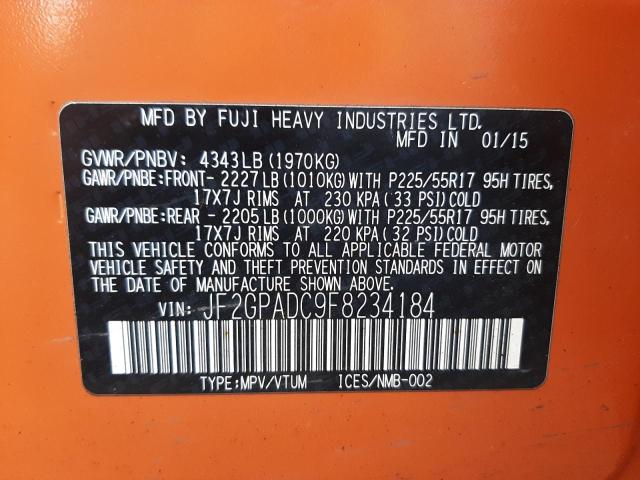 MFD BY FUJI HEAVY INDUSTRIES LTD.
MFD IN 01/15
GVWR/PNBV: 4343LB (1970KG)
GAWR/PNBE:FRONT- 2227LB (1010KG) WITH P225/55R17 95H TIRES,
17X7J RIMS AT 230 KPA (33 PSI) COLD
GAWR/PNBE:REAR - 2205LB (1000KG) WITH P225/55R17 95H TIRES,
17X7J RIMS AT 220 KPA (32 PSI) COLD
THIS VEHICLE CONFORMS TO ALL APPLICABLE FEDERAL MOTOR
VEHICLE SAFETY AND THEFT PREVENTION STANDARDS IN EFFECT ON
THE DATE OF MANUFACTURE SHOWN ABOVE.
VIN: JF2GPADC9F8234184
TYPE:MPV/VTUM ICES/NMB-002